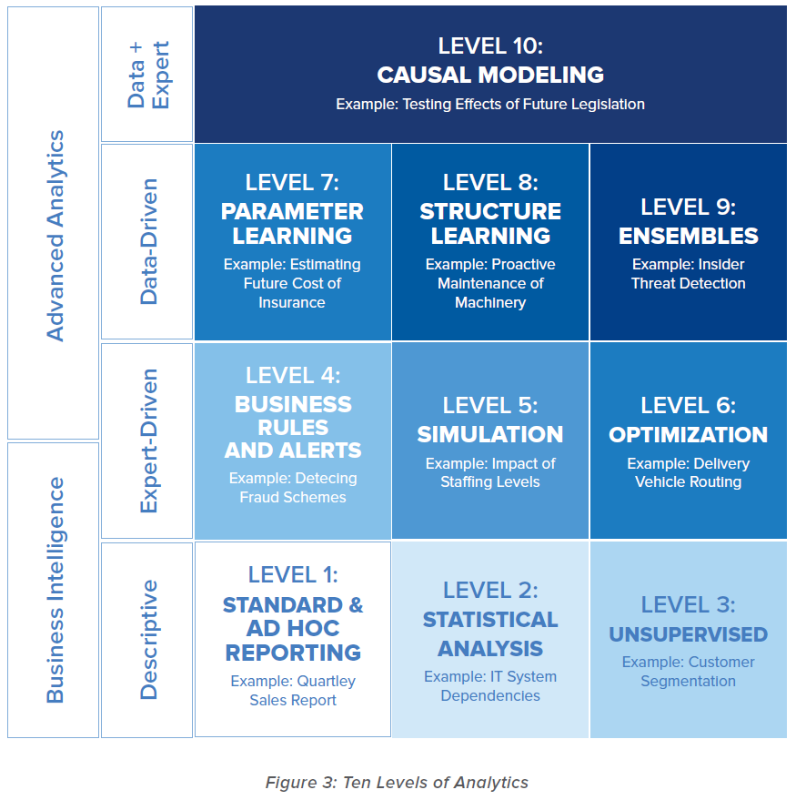 Advanced Analytics
Business Intelligence
Data +
Expert
Data-Driven
Expert-Driven
Descriptive
LEVEL 10:
CAUSAL MODELING
Example: Testing Effects of Future Legislation
LEVEL 7:
PARAMETER
LEARNING
Example: Estimating
Future Cost of
Insurance
LEVEL 8:
STRUCTURE
LEARNING
Example: Proactive
Maintenance of
Machinery
LEVEL 9:
ENSEMBLES
Example: Insider
Threat Detection
LEVEL 4:
BUSINESS
RULES
AND ALERTS
Example: Detecing
Fraud Schemes
LEVEL 5:
SIMULATION
Example: Impact of
Staffing Levels
LEVEL 6:
OPTIMIZATION
Example: Delivery
Vehicle Routing
LEVEL 1:
STANDARD &
AD HOC
REPORTING
Example: Quartley
Sales Report
LEVEL 2:
STATISTICAL
ANALYSIS
Example: IT System
Dependencies
LEVEL 3:
UNSUPERVISED
Example: Customer
Segmentation
Figure 3: Ten Levels of Analytics